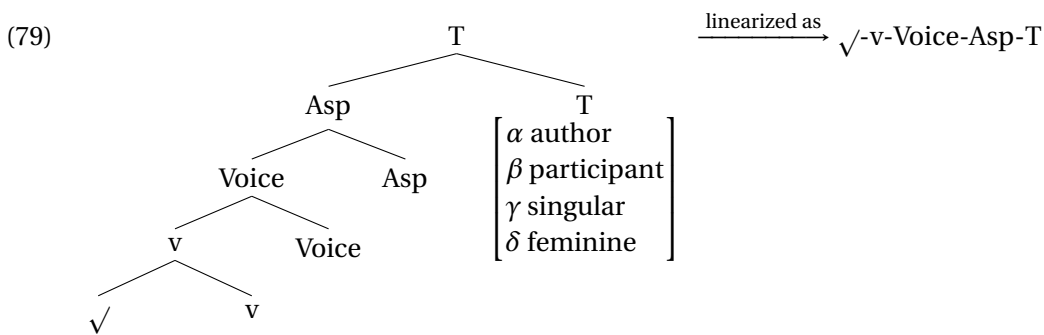 (79) T linearized as √-v-Voice-Asp-T
Asp T
α author
Voice Asp β participant
γ singular
v Voice δ feminine
√ v